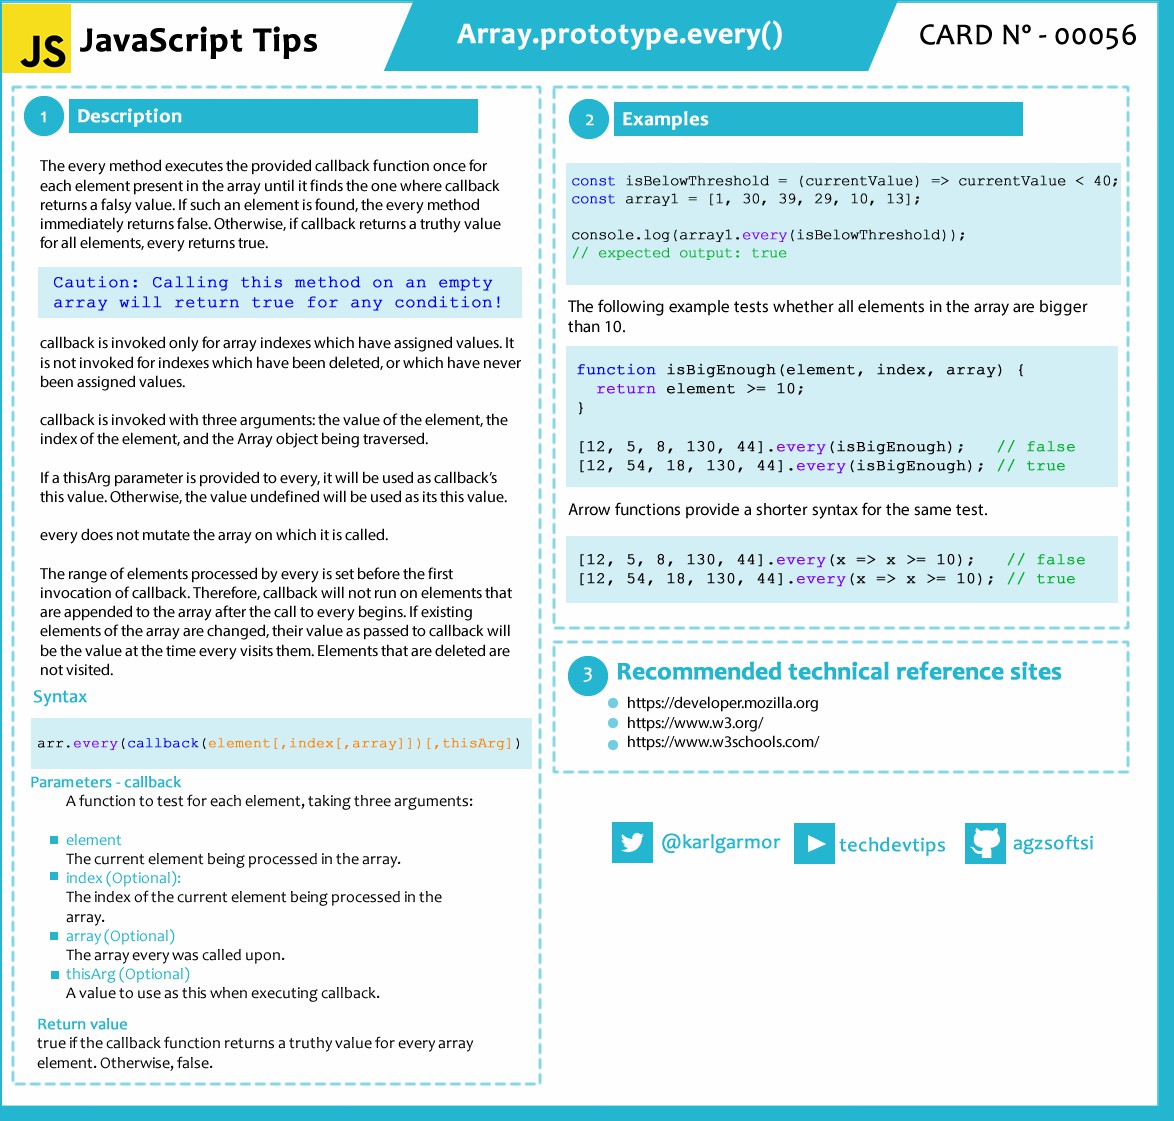 JS JavaScript Tips
Array.prototype.every()
CARD Nº - 00056
1 Description
The every method executes the provided callback function once for
each element present in the array until it finds the one where callback
returns a falsy value. If such an element is found, the every method
immediately returns false. Otherwise, if callback returns a truthy value
for all elements, every returns true.
Caution: Calling this method on an empty
array will return true for any condition!
callback is invoked only for array indexes which have assigned values. It
is not invoked for indexes which have been deleted, or which have never
been assigned values.
callback is invoked with three arguments: the value of the element, the
index of the element, and the Array object being traversed.
If a thisArg parameter is provided to every, it will be used as callback’s
this value. Otherwise, the value undefined will be used as its this value.
every does not mutate the array on which it is called.
The range of elements processed by every is set before the first
invocation of callback. Therefore, callback will not run on elements that
are appended to the array after the call to every begins. If existing
elements of the array are changed, their value as passed to callback will
be the value at the time every visits them. Elements that are deleted are
not visited.
Syntax
arr.every(callback(element[,index[,array]])[,thisArg])
Parameters - callback
A function to test for each element, taking three arguments:
element
The current element being processed in the array.
index (Optional):
The index of the current element being processed in the
array.
array (Optional)
The array every was called upon.
thisArg (Optional)
A value to use as this when executing callback.
Return value
true if the callback function returns a truthy value for every array
element. Otherwise, false.
2 Examples
const isBelowThreshold = (currentValue) => currentValue < 40;
const array1 = [1, 30, 39, 29, 10, 13];
console.log(array1.every(isBelowThreshold));
// expected output: true
The following example tests whether all elements in the array are bigger
than 10.
function isBigEnough(element, index, array) {
return element >= 10;
}
[12, 5, 8, 130, 44].every(isBigEnough); // false
[12, 54, 18, 130, 44].every(isBigEnough); // true
Arrow functions provide a shorter syntax for the same test.
[12, 5, 8, 130, 44].every(x => x >= 10); // false
[12, 54, 18, 130, 44].every(x => x >= 10); // true
3 Recommended technical reference sites
https://developer.mozilla.org
https://www.w3.org/
https://www.w3schools.com/
@karlgarmor
techdevtips
agzsoftsi